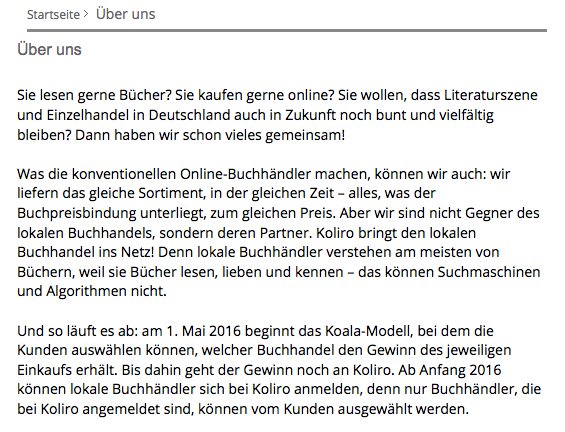 Startseite > Über uns
Über uns
Sie lesen gerne Bücher? Sie kaufen gerne online? Sie wollen, dass Literaturszene
und Einzelhandel in Deutschland auch in Zukunft noch bunt und vielfältig
bleiben? Dann haben wir schon vieles gemeinsam!
Was die konventionellen Online-Buchhändler machen, können wir auch: wir
liefern das gleiche Sortiment, in der gleichen Zeit – alles, was der
Buchpreisbindung unterliegt, zum gleichen Preis. Aber wir sind nicht Gegner des
lokalen Buchhandels, sondern deren Partner. Koliro bringt den lokalen
Buchhandel ins Netz! Denn lokale Buchhändler verstehen am meisten von
Büchern, weil sie Bücher lesen, lieben und kennen – das können Suchmaschinen
und Algorithmen nicht.
Und so läuft es ab: am 1. Mai 2016 beginnt das Koala-Modell, bei dem die
Kunden auswählen können, welcher Buchhandel den Gewinn des jeweiligen
Einkaufs erhält. Bis dahin geht der Gewinn noch an Koliro. Ab Anfang 2016
können lokale Buchhändler sich bei Koliro anmelden, denn nur Buchhändler, die
bei Koliro angemeldet sind, können vom Kunden ausgewählt werden.